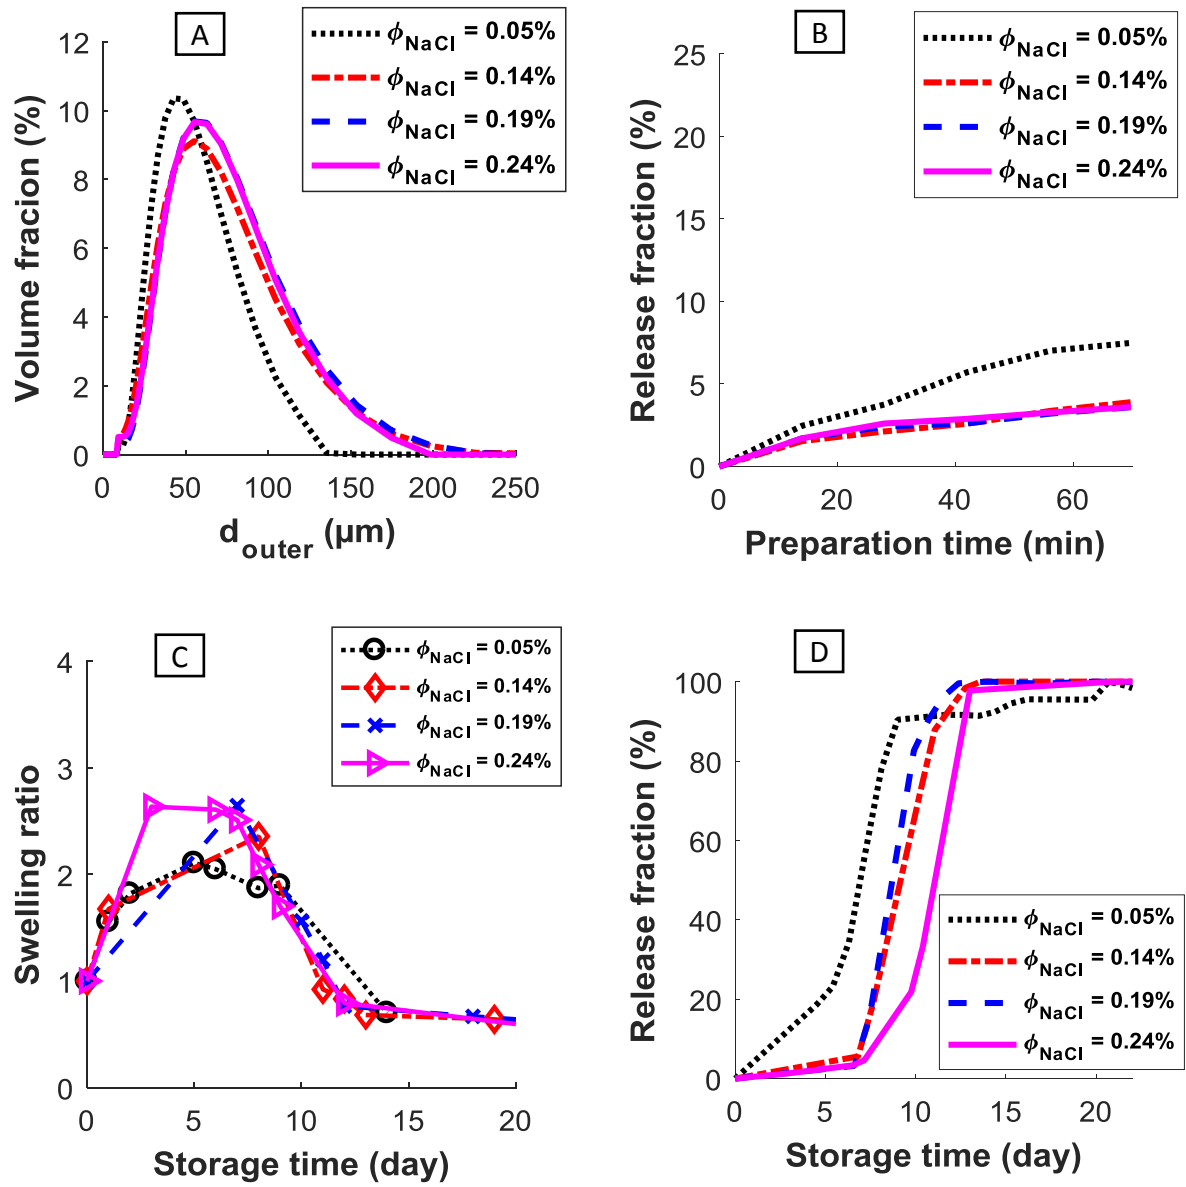 A
ϕNaCl = 0.05%
ϕNaCl = 0.14%
ϕNaCl = 0.19%
ϕNaCl = 0.24%
12
10
8
6
4
2
0
Volume fracion (%)
0 50 100 150 200 250
d outer (µm)
B
ϕNaCl = 0.05%
ϕNaCl = 0.14%
ϕNaCl = 0.19%
ϕNaCl = 0.24%
25
20
15
10
5
0
Release fraction (%)
0 20 40 60
Preparation time (min)
C
ϕNaCl = 0.05%
ϕNaCl = 0.14%
ϕNaCl = 0.19%
ϕNaCl = 0.24%
4
3
2
1
0
Swelling ratio
0 5 10 15 20
Storage time (day)
D
100
80
60
40
20
0
Release fraction (%)
ϕNaCl = 0.05%
ϕNaCl = 0.14%
ϕNaCl = 0.19%
ϕNaCl = 0.24%
0 5 10 15 20
Storage time (day)